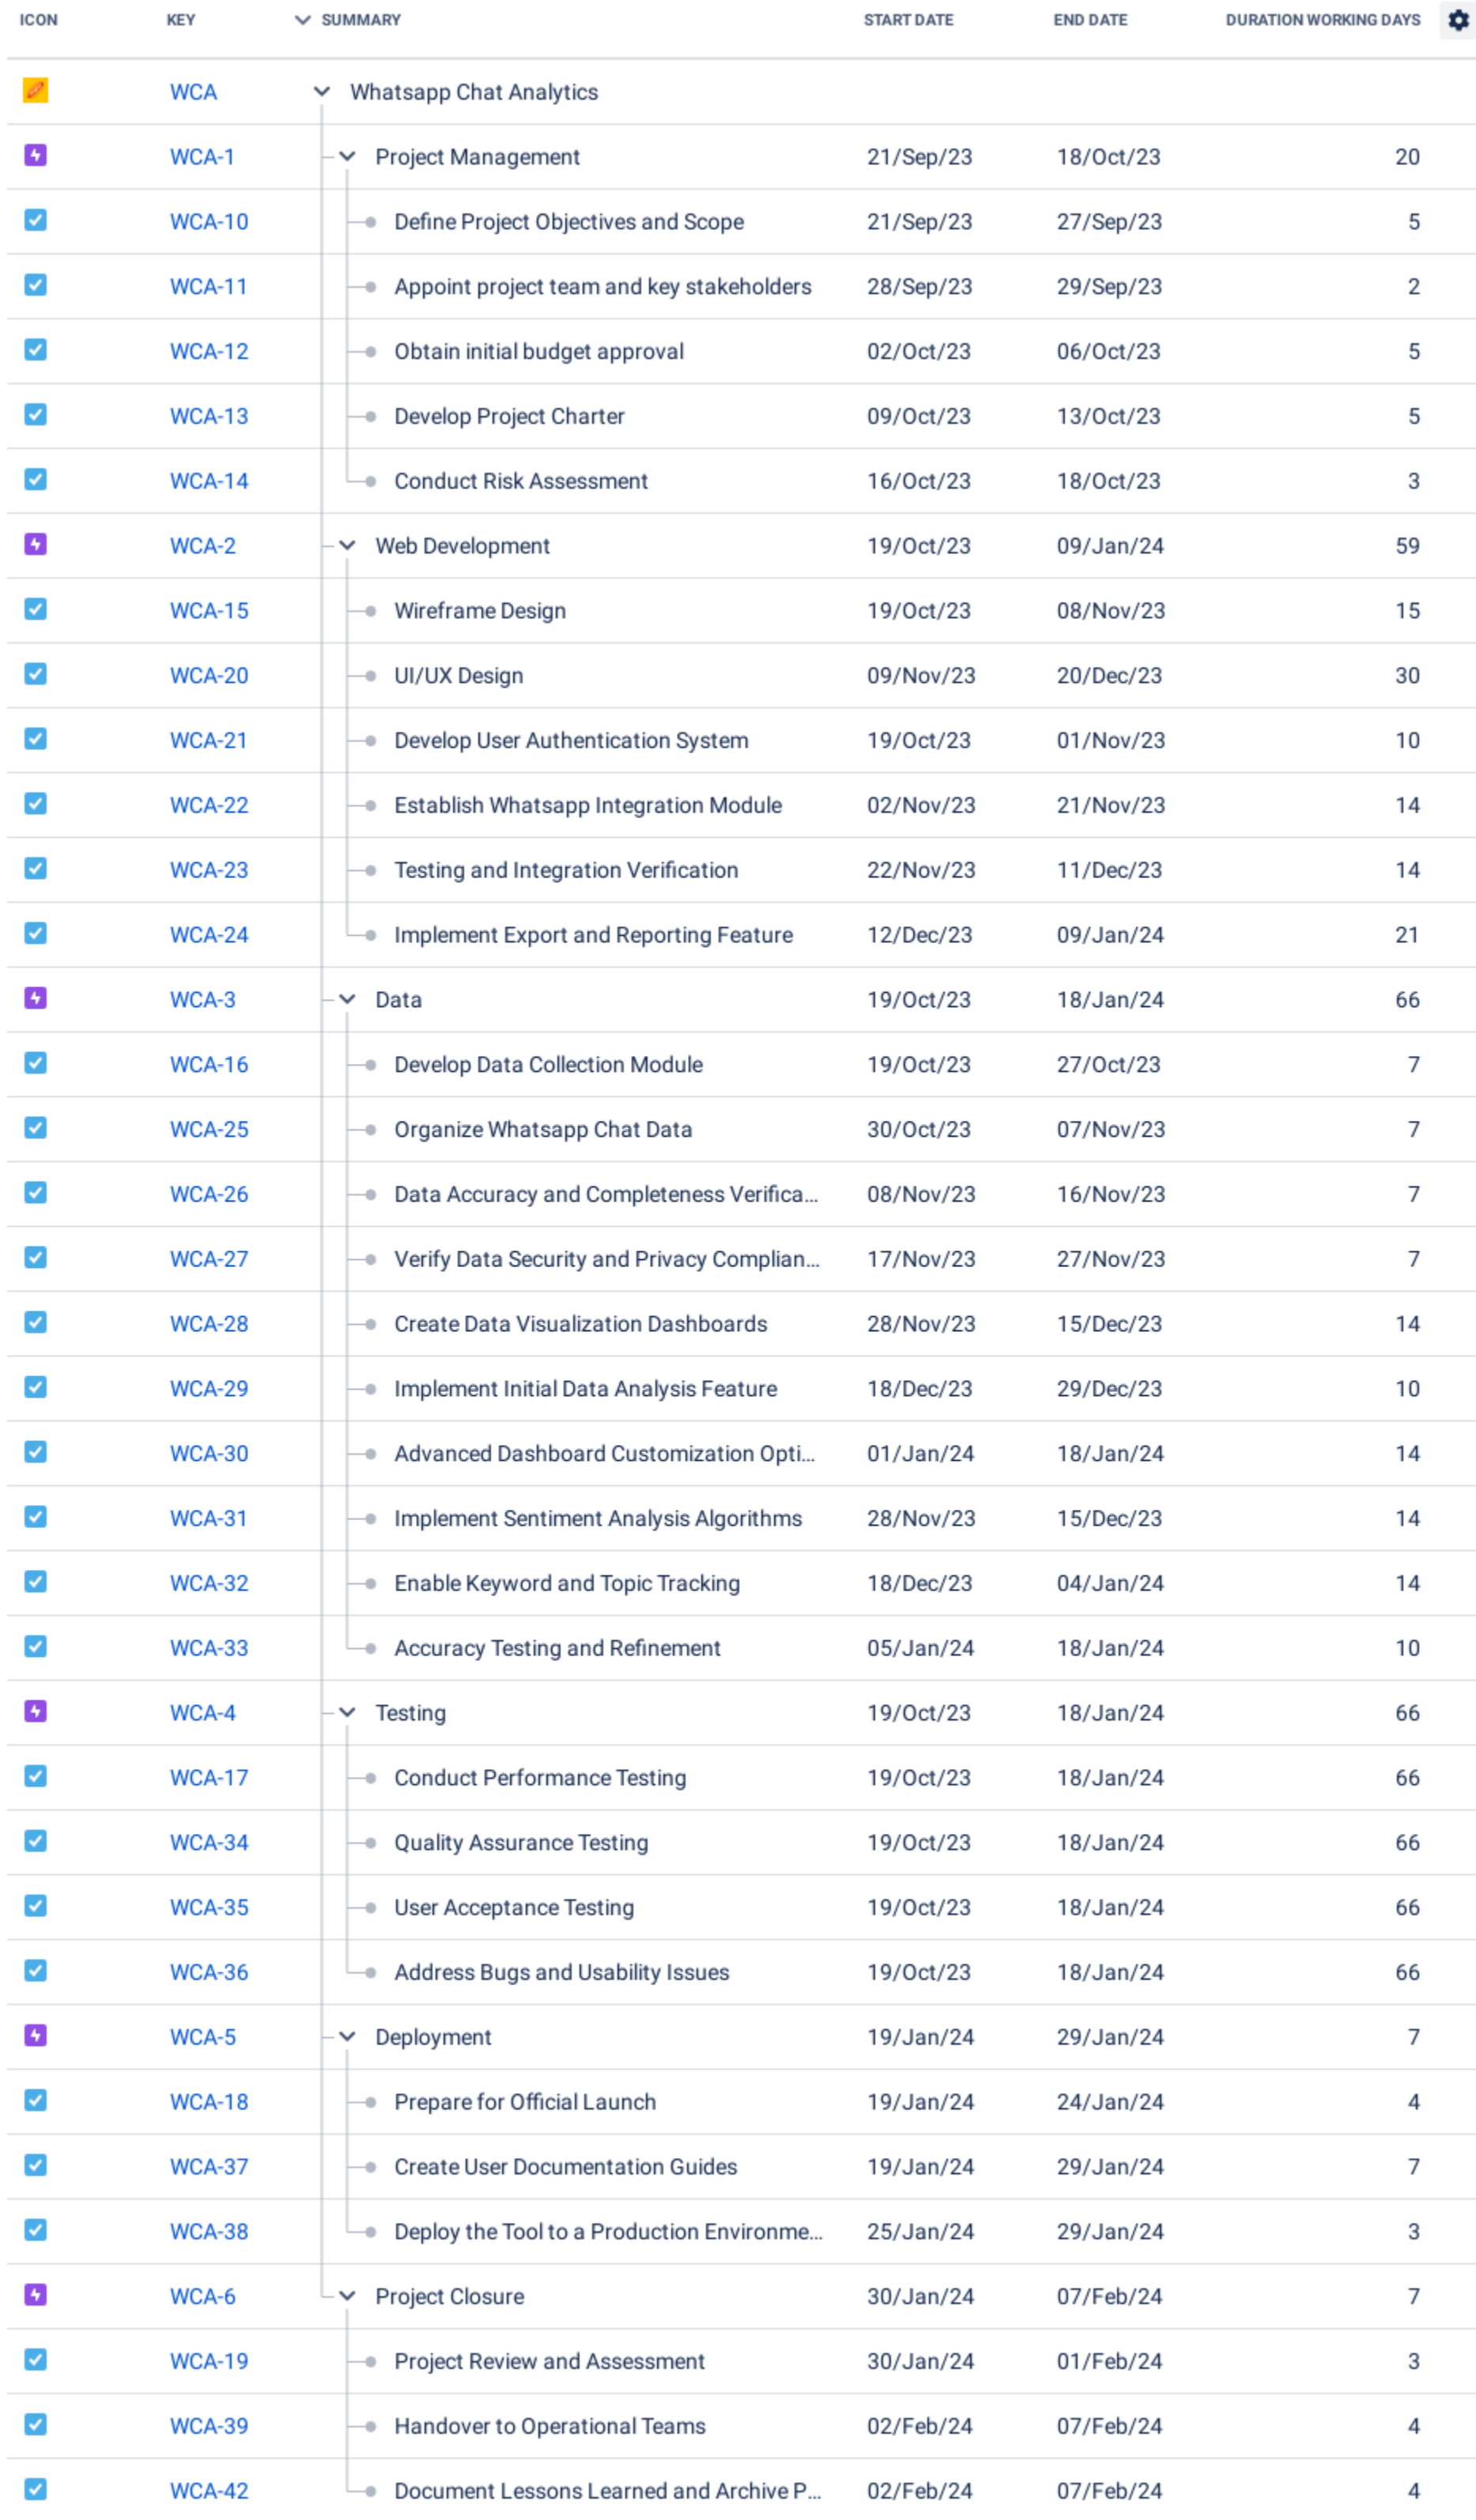 ICON KEY SUMMARY START DATE END DATE DURATION WORKING DAYS
WCA Whatsapp Chat Analytics
WCA-1 Project Management 21/Sep/23 18/Oct/23 20
WCA-10 Define Project Objectives and Scope 21/Sep/23 27/Sep/23 5
WCA-11 Appoint project team and key stakeholders 28/Sep/23 29/Sep/23 2
WCA-12 Obtain initial budget approval 02/Oct/23 06/Oct/23 5
WCA-13 Develop Project Charter 09/Oct/23 13/Oct/23 5
WCA-14 Conduct Risk Assessment 16/Oct/23 18/Oct/23 3
WCA-2 Web Development 19/Oct/23 09/Jan/24 59
WCA-15 Wireframe Design 19/Oct/23 08/Nov/23 15
WCA-20 UI/UX Design 09/Nov/23 20/Dec/23 30
WCA-21 Develop User Authentication System 19/Oct/23 01/Nov/23 10
WCA-22 Establish Whatsapp Integration Module 02/Nov/23 21/Nov/23 14
WCA-23 Testing and Integration Verification 22/Nov/23 11/Dec/23 14
WCA-24 Implement Export and Reporting Feature 12/Dec/23 09/Jan/24 21
WCA-3 Data 19/Oct/23 18/Jan/24 66
WCA-16 Develop Data Collection Module 19/Oct/23 27/Oct/23 7
WCA-25 Organize Whatsapp Chat Data 30/Oct/23 07/Nov/23 7
WCA-26 Data Accuracy and Completeness Verifica... 08/Nov/23 16/Nov/23 7
WCA-27 Verify Data Security and Privacy Complian... 17/Nov/23 27/Nov/23 7
WCA-28 Create Data Visualization Dashboards 28/Nov/23 15/Dec/23 14
WCA-29 Implement Initial Data Analysis Feature 18/Dec/23 29/Dec/23 10
WCA-30 Advanced Dashboard Customization Opti... 01/Jan/24 18/Jan/24 14
WCA-31 Implement Sentiment Analysis Algorithms 28/Nov/23 15/Dec/23 14
WCA-32 Enable Keyword and Topic Tracking 18/Dec/23 04/Jan/24 14
WCA-33 Accuracy Testing and Refinement 05/Jan/24 18/Jan/24 10
WCA-4 Testing 19/Oct/23 18/Jan/24 66
WCA-17 Conduct Performance Testing 19/Oct/23 18/Jan/24 66
WCA-34 Quality Assurance Testing 19/Oct/23 18/Jan/24 66
WCA-35 User Acceptance Testing 19/Oct/23 18/Jan/24 66
WCA-36 Address Bugs and Usability Issues 19/Oct/23 18/Jan/24 66
WCA-5 Deployment 19/Jan/24 29/Jan/24 7
WCA-18 Prepare for Official Launch 19/Jan/24 24/Jan/24 4
WCA-37 Create User Documentation Guides 19/Jan/24 29/Jan/24 7
WCA-38 Deploy the Tool to a Production Environme... 25/Jan/24 29/Jan/24 3
WCA-6 Project Closure 30/Jan/24 07/Feb/24 7
WCA-19 Project Review and Assessment 30/Jan/24 01/Feb/24 3
WCA-39 Handover to Operational Teams 02/Feb/24 07/Feb/24 4
WCA-42 Document Lessons Learned and Archive P... 02/Feb/24 07/Feb/24 4